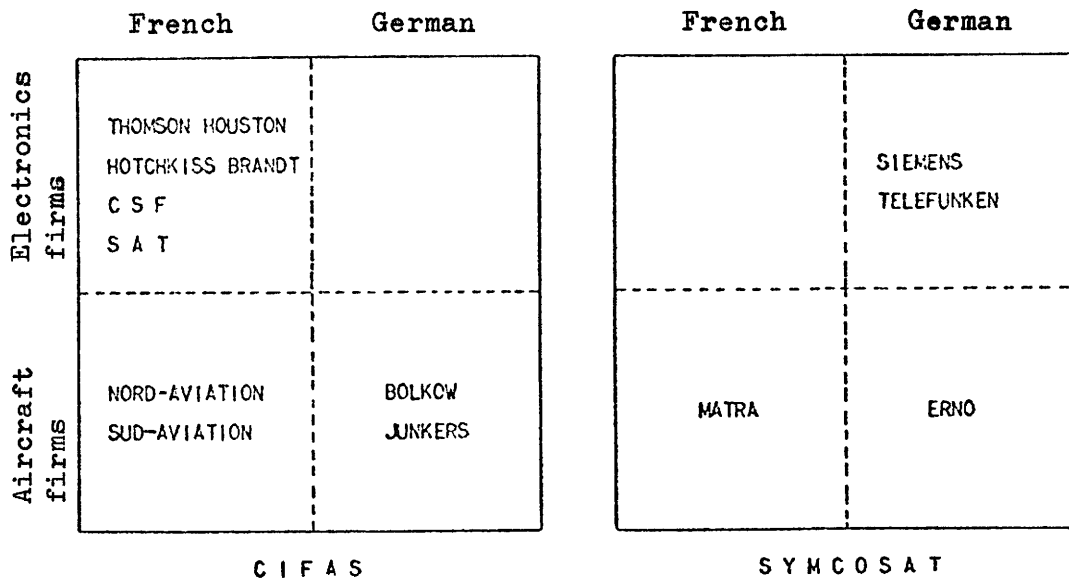 French German French German
Electronics
firms
THOMSON HOUSTON
HOTCHKISS BRANDT
C S F
S A T
SIEMENS
TELEFUNKEN
Aircraft
firms
NORD-AVIATION
SUD-AVIATION
BOLKOW
JUNKERS
MATRA
ERNO
C I F A S
S Y M C O S A T